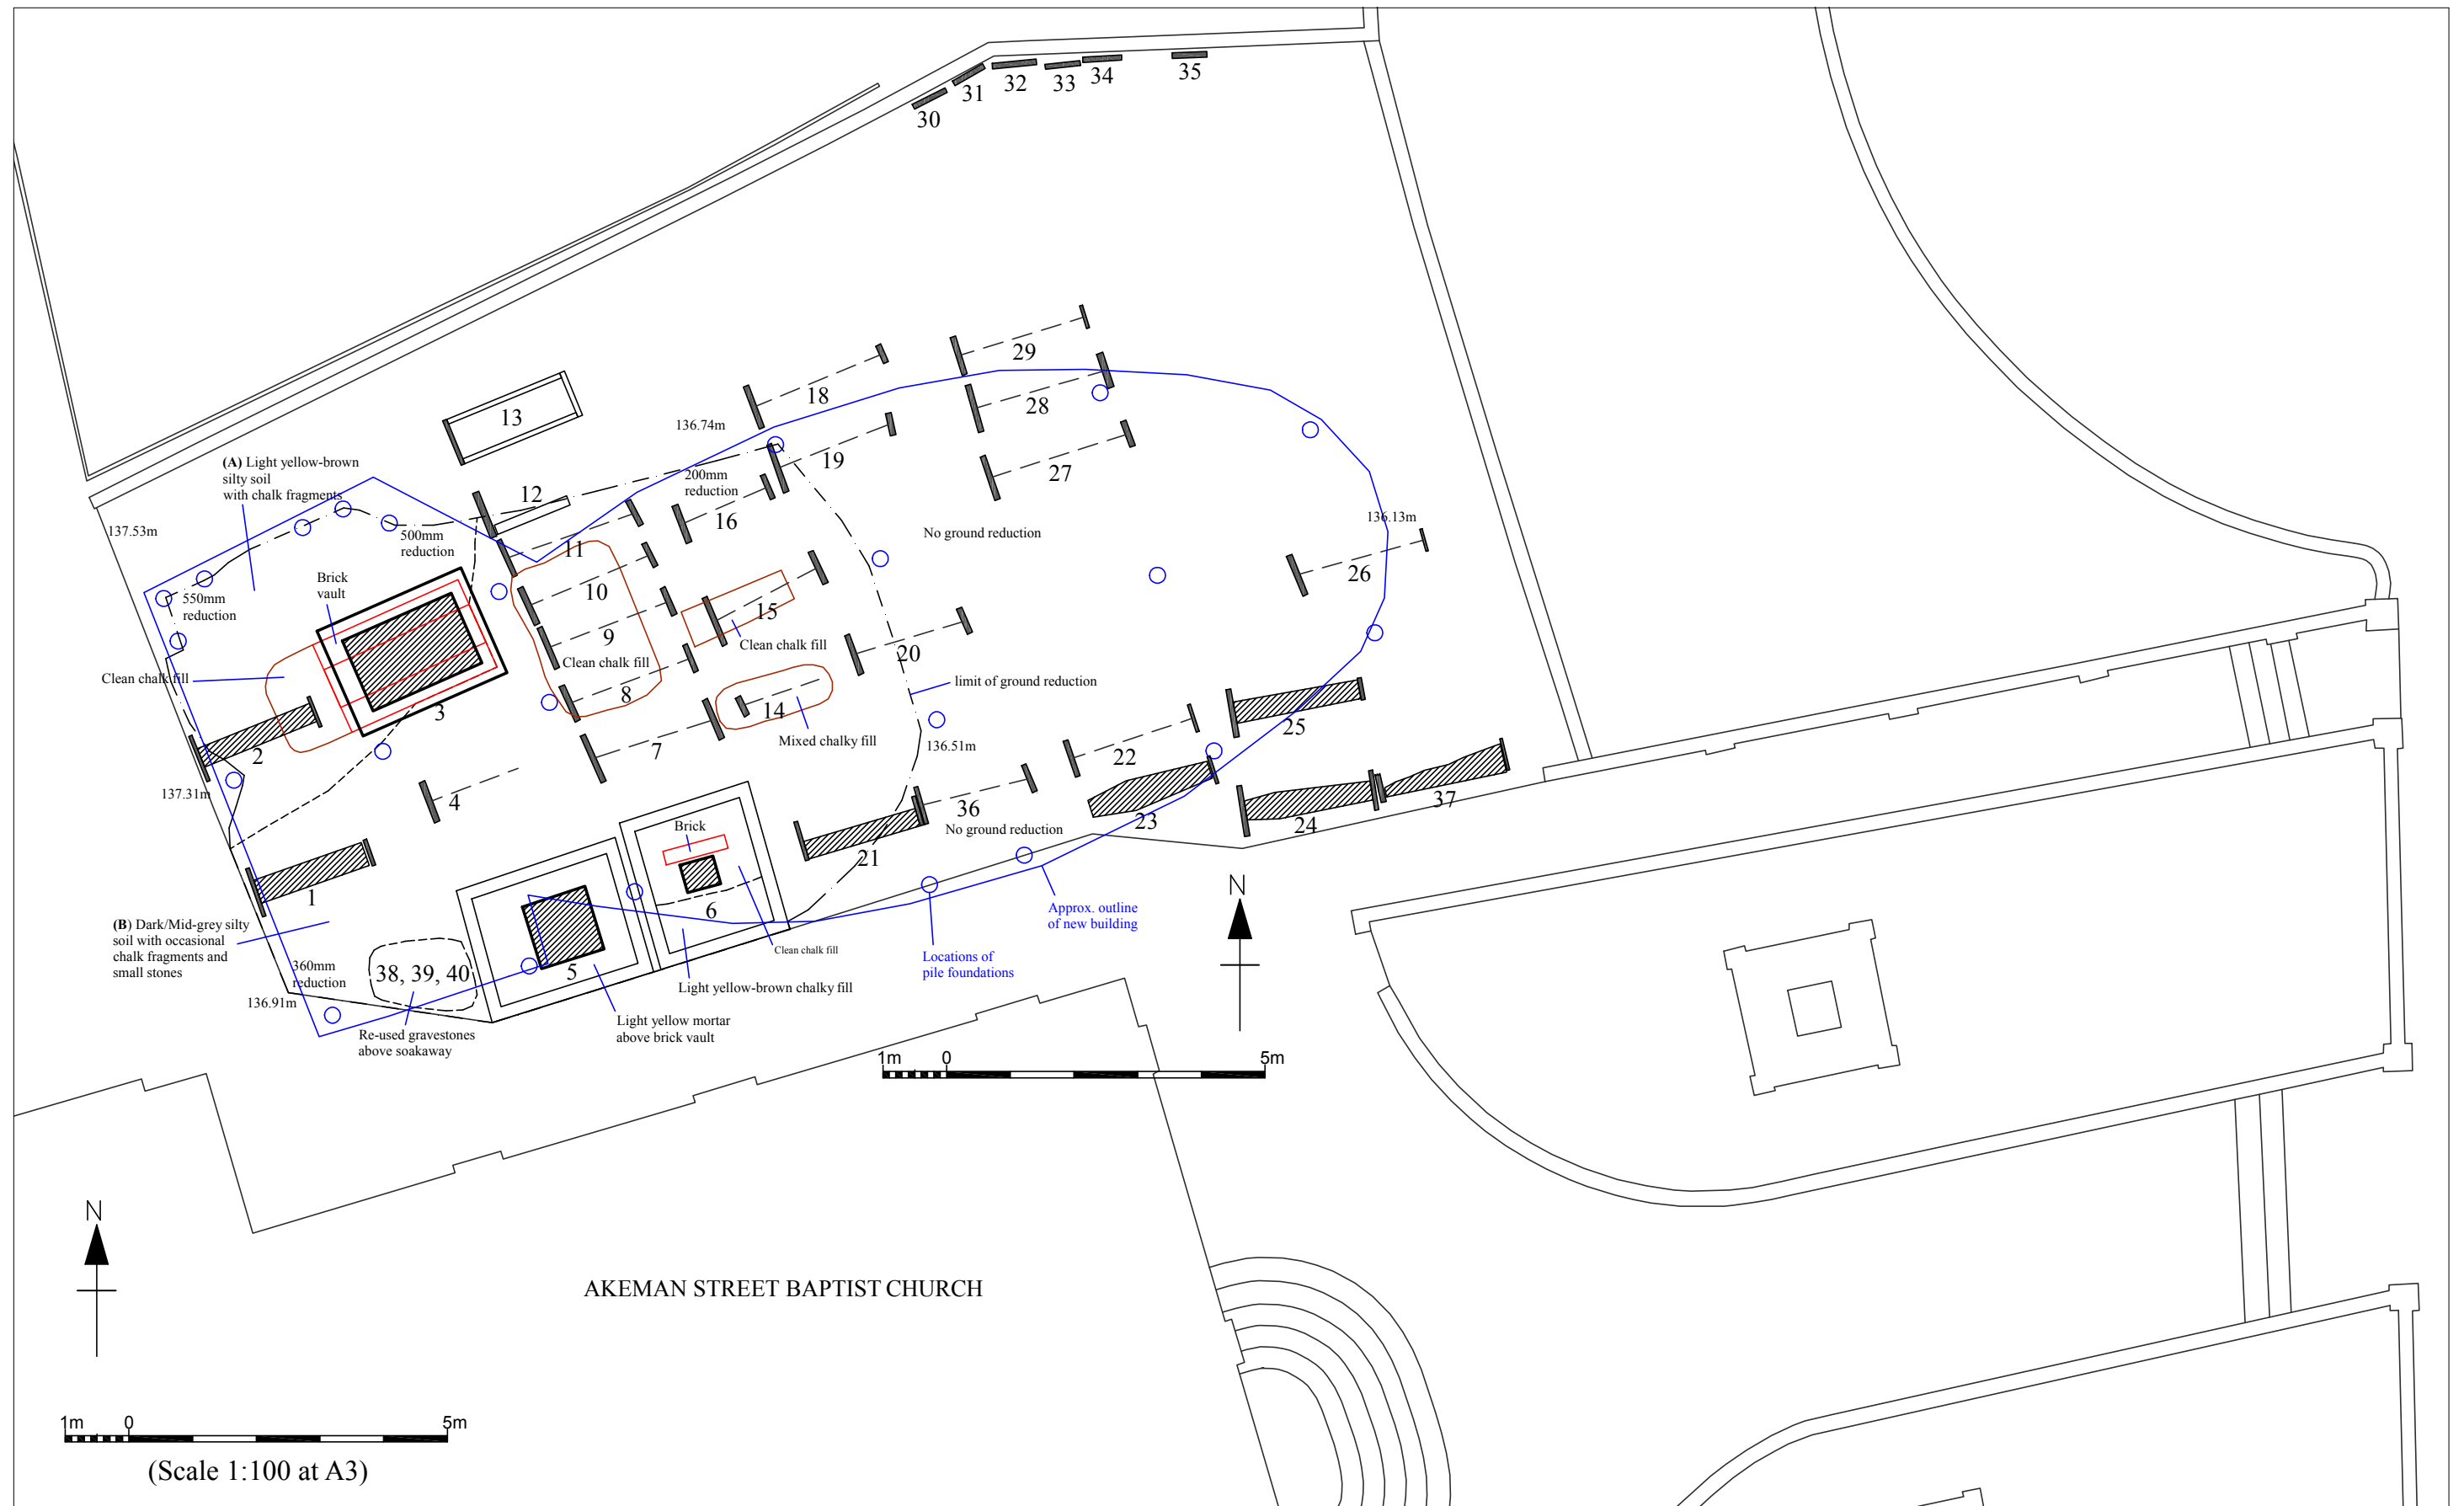 35
34
33
32
31
30
29
28
27
18
13
136.74m
19
(A) Light yellow-brown
silty soil
with chalk fragments
200mm
reduction
12
16
137.53m
500mm
reduction
11
No ground reduction
136.13m
26
Brick
vault
550mm
reduction
10
15
9
Clean chalk fill
Clean chalk fill
20
Clean chalk fill
8
limit of ground reduction
3
14
2
7
Mixed chalky fill
136.51m
22
25
137.31m
4
36
23
24
37
Brick
No ground reduction
21
1
6
(B) Dark/Mid-grey silty
soil with occasional
chalk fragments and
small stones
N
Approx. outline
of new building
Clean chalk fill
Locations of
pile foundations
360mm
reduction
38, 39, 40
5
Light yellow-brown chalky fill
136.91m
Re-used gravestones
above soakaway
Light yellow mortar
above brick vault
1m 0 5m
N
AKEMAN STREET BAPTIST CHURCH
1m 0 5m
(Scale 1:100 at A3)